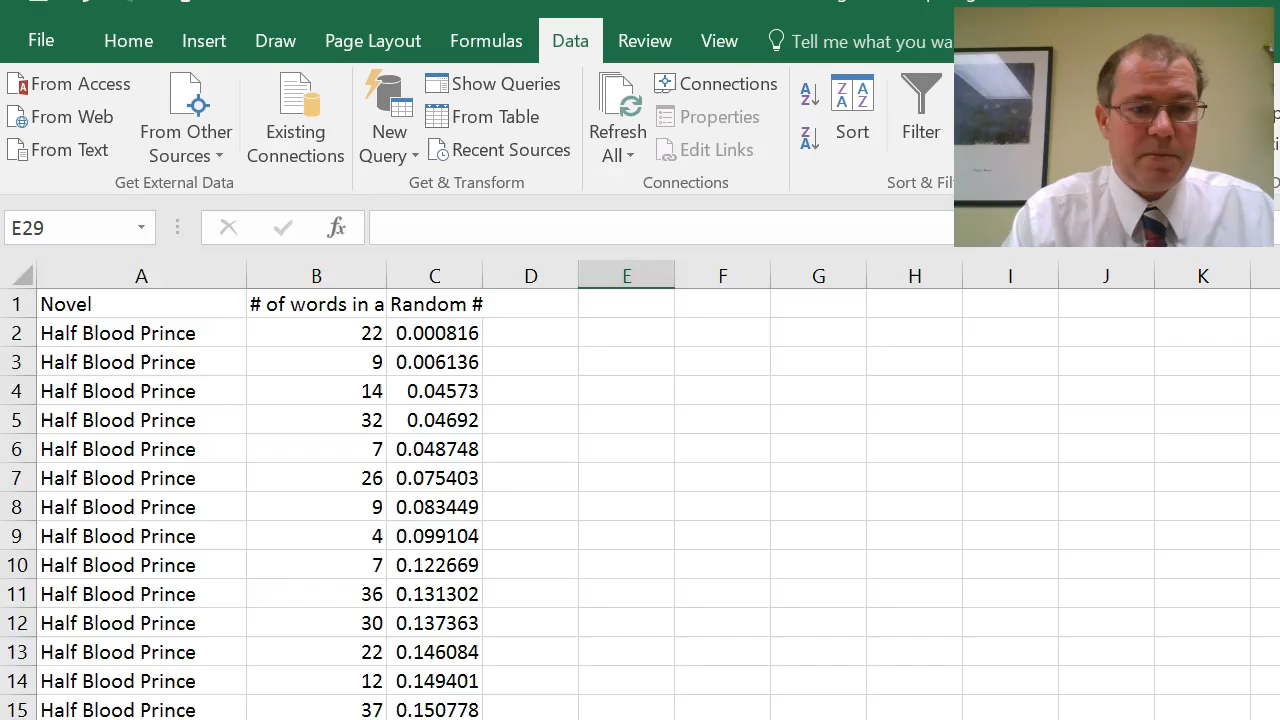 File Home Insert Draw Page Layout Formulas Data Review View Tell me what you wa
From Access
From Web
From Text
From Other
Sources
Get External Data
Existing
Connections
New
Query
Show Queries
From Table
Recent Sources
Get & Transform
Refresh
All
Connections
Properties
Edit Links
Connections
A
Z
Z
A
Z A
A Z
Sort
Filter
Sort & Fil
E29 fx
A B C D E F G H I J K
1 Novel # of words in a Random #
2 Half Blood Prince 22 0.000816
3 Half Blood Prince 9 0.006136
4 Half Blood Prince 14 0.04573
5 Half Blood Prince 32 0.04692
6 Half Blood Prince 7 0.048748
7 Half Blood Prince 26 0.075403
8 Half Blood Prince 9 0.083449
9 Half Blood Prince 4 0.099104
10 Half Blood Prince 7 0.122669
11 Half Blood Prince 36 0.131302
12 Half Blood Prince 30 0.137363
13 Half Blood Prince 22 0.146084
14 Half Blood Prince 12 0.149401
15 Half Blood Prince 37 0.150778